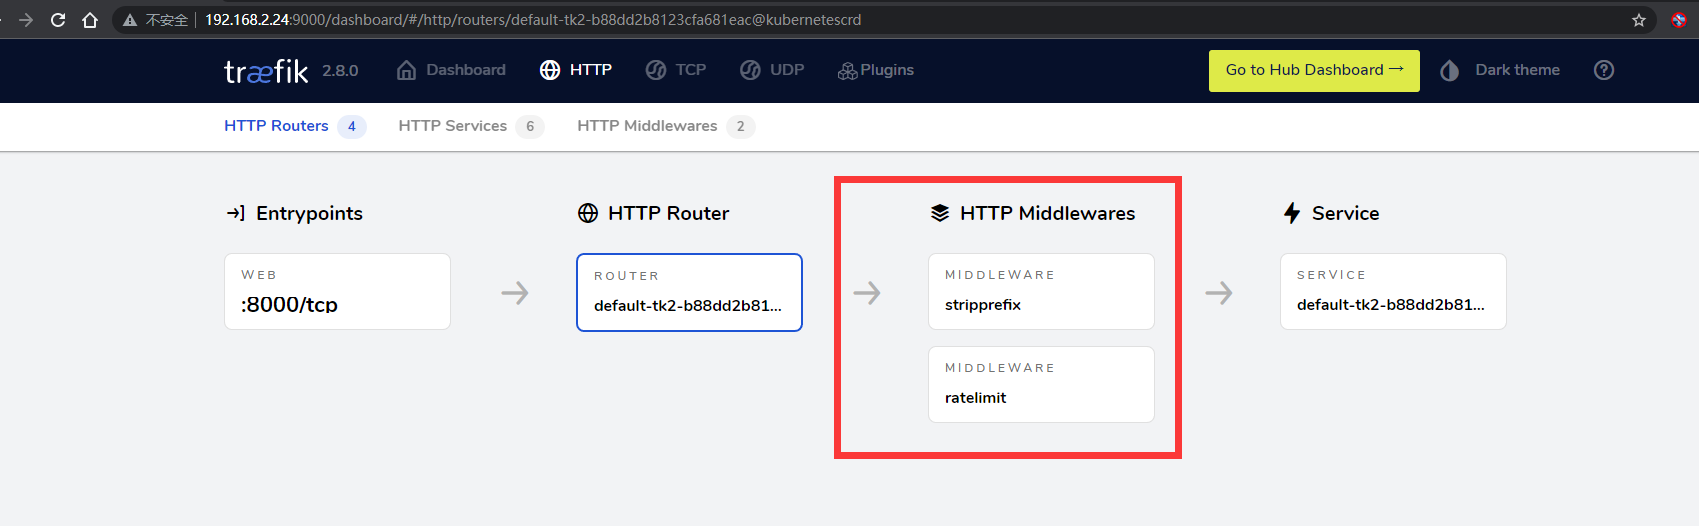 不安全 192.168.2.24:9000/dashboard/#/http/routers/default-tk2-b88dd2b8123cfa681eac@kubernetescrd
træfik 2.8.0 Dashboard HTTP TCP UDP Plugins Go to Hub Dashboard → Dark theme
HTTP Routers 4 HTTP Services 6 HTTP Middlewares 2
Entrypoints HTTP Router HTTP Middlewares Service
WEB ROUTER MIDDLEWARE SERVICE
:8000/tcp default-tk2-b88dd2b81... stripprefix default-tk2-b88dd2b81...
MIDDLEWARE
ratelimit